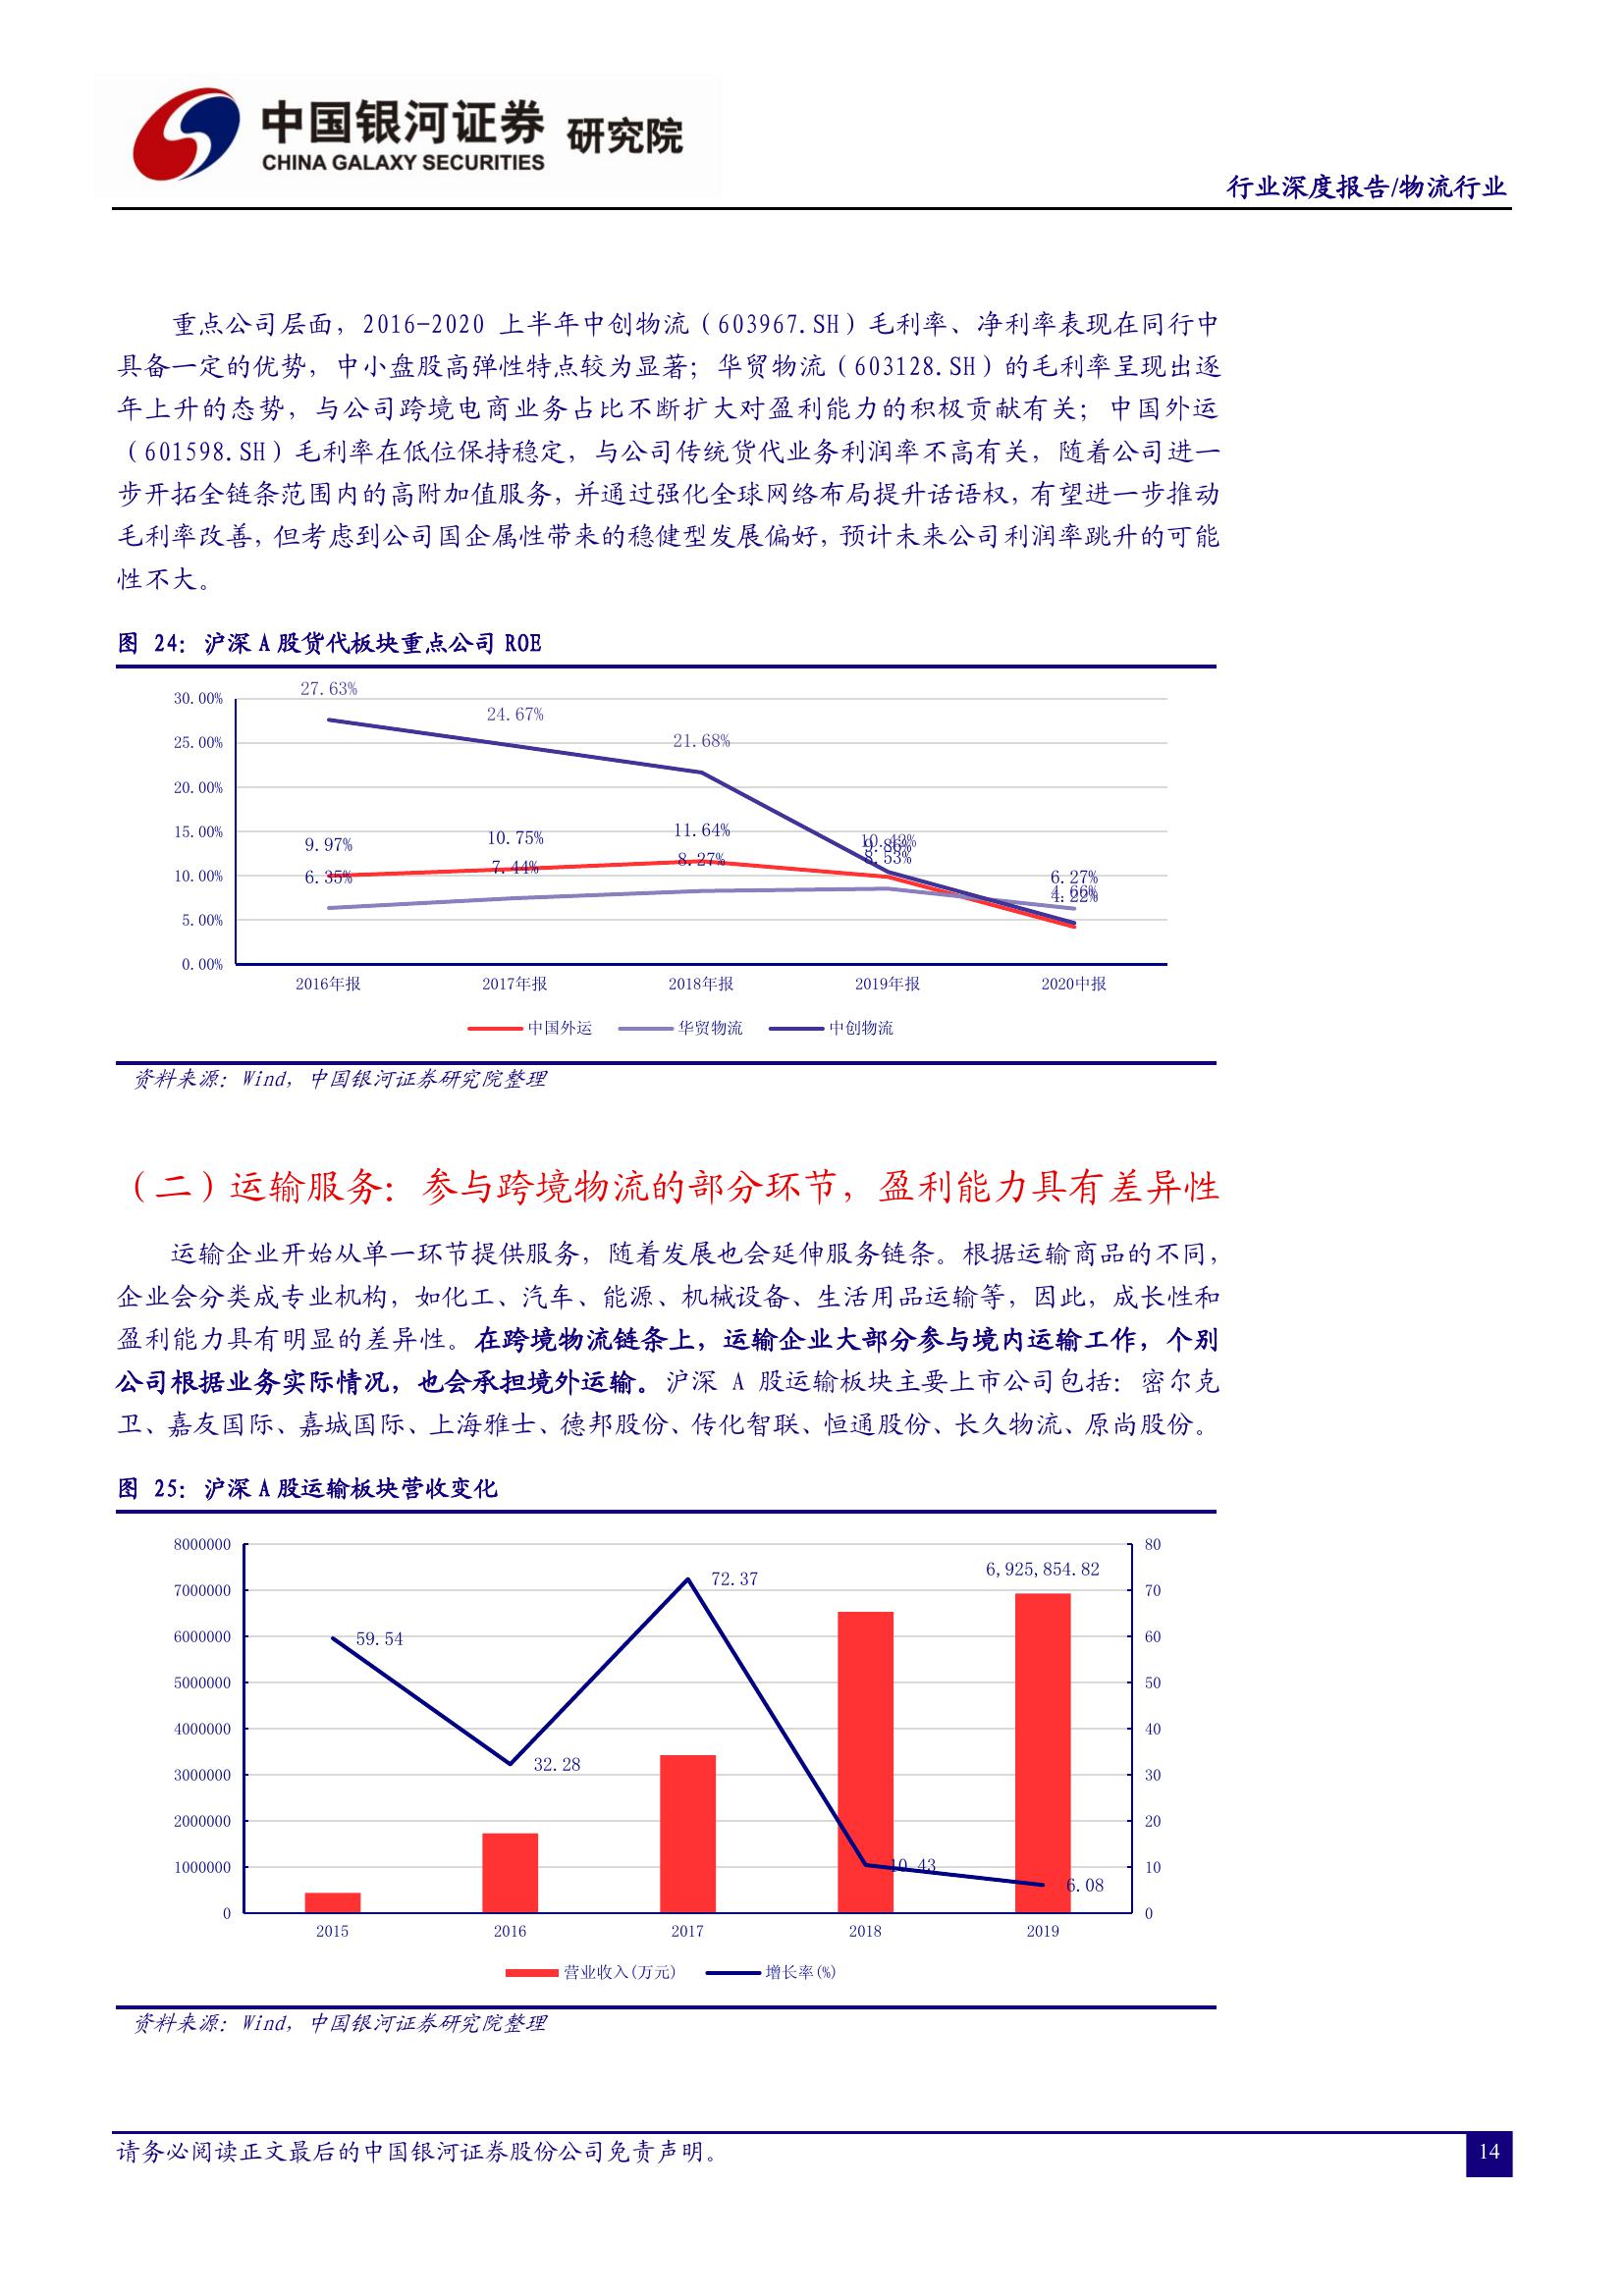 中国银河证券 研究院
CHINA GALAXY SECURITIES
行业深度报告/物流行业
重点公司层面，2016-2020 上半年中创物流（603967.SH）毛利率、净利率表现在同行中
具备一定的优势，中小盘股高弹性特点较为显著；华贸物流（603128.SH）的毛利率呈现出逐
年上升的态势，与公司跨境电商业务占比不断扩大对盈利能力的积极贡献有关；中国外运
（601598.SH）毛利率在低位保持稳定，与公司传统货代业务利润率不高有关，随着公司进一
步开拓全链条范围内的高附加值服务，并通过强化全球网络布局提升话语权，有望进一步推动
毛利率改善，但考虑到公司国企属性带来的稳健型发展偏好，预计未来公司利润率跳升的可能
性不大。
图 24：沪深 A 股货代板块重点公司 ROE
30.00%
25.00%
20.00%
15.00%
10.00%
5.00%
0.00%
27.63%
24.67%
21.68%
10.43%
4.66%
9.97%
10.75%
11.64%
9.86%
4.22%
6.35%
7.44%
8.27%
8.53%
6.27%
2016年报 2017年报 2018年报 2019年报 2020中报
中国外运 华贸物流 中创物流
资料来源：Wind，中国银河证券研究院整理
（二）运输服务：参与跨境物流的部分环节，盈利能力具有差异性
运输企业开始从单一环节提供服务，随着发展也会延伸服务链条。根据运输商品的不同，
企业会分类成专业机构，如化工、汽车、能源、机械设备、生活用品运输等，因此，成长性和
盈利能力具有明显的差异性。在跨境物流链条上，运输企业大部分参与境内运输工作，个别
公司根据业务实际情况，也会承担境外运输。沪深 A 股运输板块主要上市公司包括：密尔克
卫、嘉友国际、嘉城国际、上海雅士、德邦股份、传化智联、恒通股份、长久物流、原尚股份。
图 25：沪深 A 股运输板块营收变化
8000000
7000000
6000000
5000000
4000000
3000000
2000000
1000000
0
80
70
60
50
40
30
20
10
0
6,925,854.82
59.54
32.28
72.37
10.43
6.08
2015 2016 2017 2018 2019
营业收入(万元) 增长率(%)
资料来源：Wind，中国银河证券研究院整理
请务必阅读正文最后的中国银河证券股份公司免责声明。
14